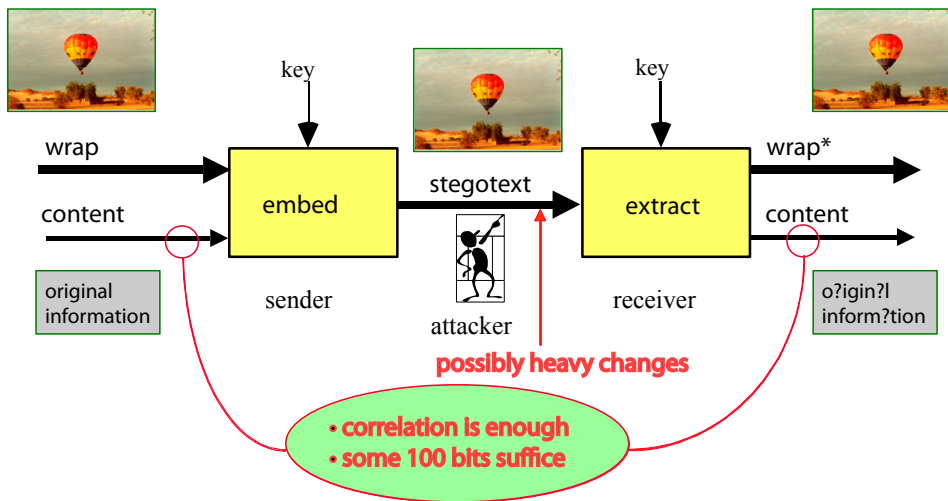 key
key
wrap
stegotext
wrap*
embed
extract
content
content
original
information
sender
attacker
receiver
o?igin?l
inform?tion
possibly heavy changes
• correlation is enough
• some 100 bits suffice